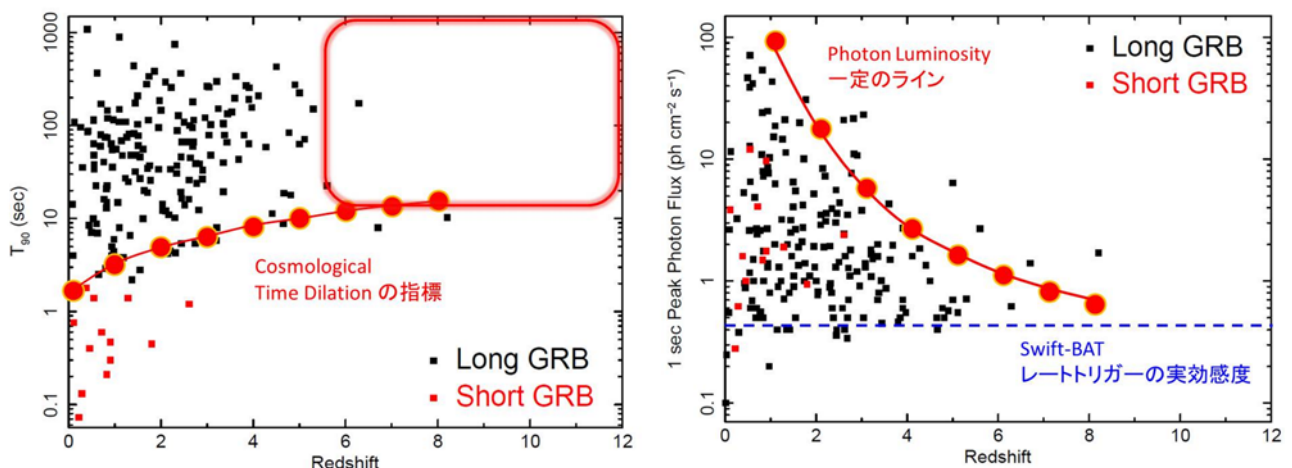 1000
100
10
1
0.1
T90 (sec)
Cosmological
Time Dilation の指標
Long GRB
Short GRB
0 2 4 6 8 10 12
Redshift
100
10
1
0.1
1 sec Peak Photon Flux (ph cm⁻² s⁻¹)
Photon Luminosity
一定のライン
Long GRB
Short GRB
Swift-BAT
レートトリガーの実効感度
0 2 4 6 8 10 12
Redshift